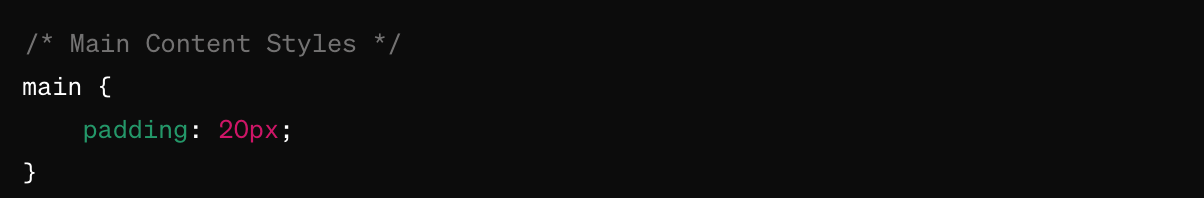 /* Main Content Styles */
main {
    padding: 20px;
}